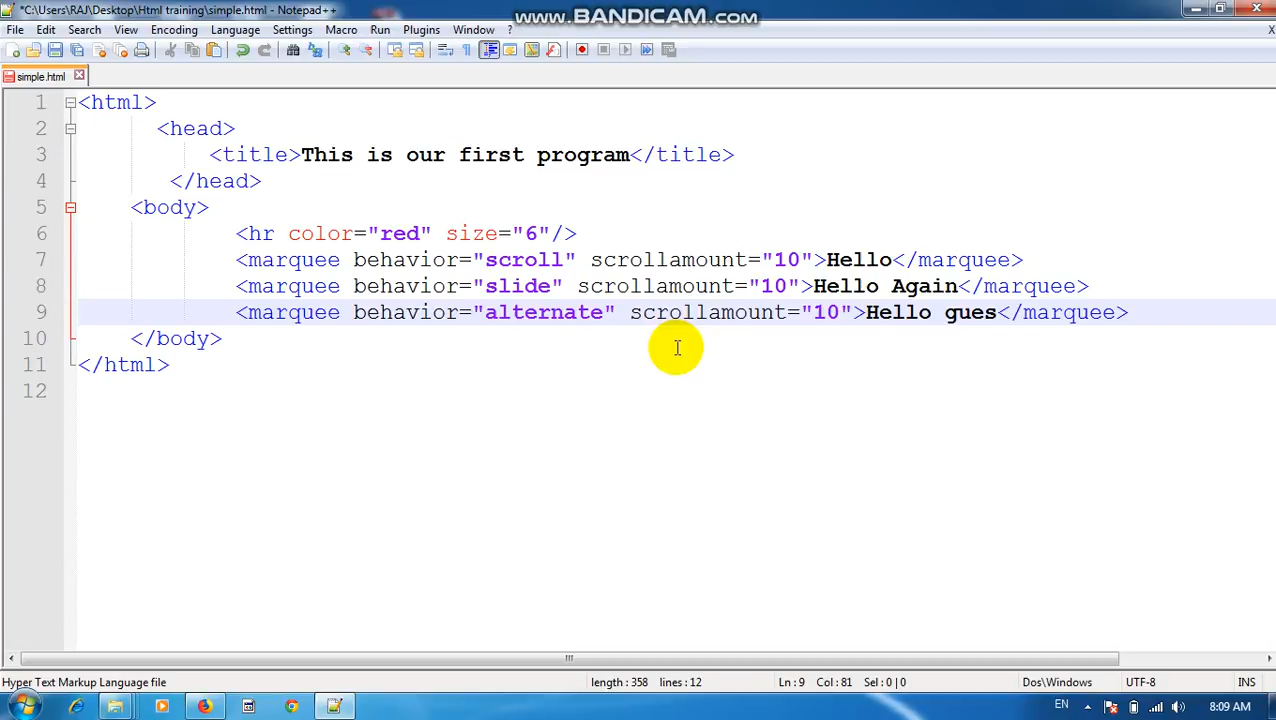 *C:\Users\RAJ\Desktop\Html training\simple.html - Notepad++
www.BANDICAM.com
File Edit Search View Encoding Language Settings Macro Run Plugins Window ? X
simple.html
1 <html>
2 <head>
3 <title>This is our first program</title>
4 </head>
5 <body>
6 <hr color="red" size="6"/>
7 <marquee behavior="scroll" scrollamount="10">Hello</marquee>
8 <marquee behavior="slide" scrollamount="10">Hello Again</marquee>
9 <marquee behavior="alternate" scrollamount="10">Hello gues</marquee>
10 </body>
11 </html>
12
Hyper Text Markup Language file length : 358 lines : 12 Ln : 9 Col : 81 Sel : 0 | 0 Dos\Windows UTF-8 INS
EN 8:09 AM